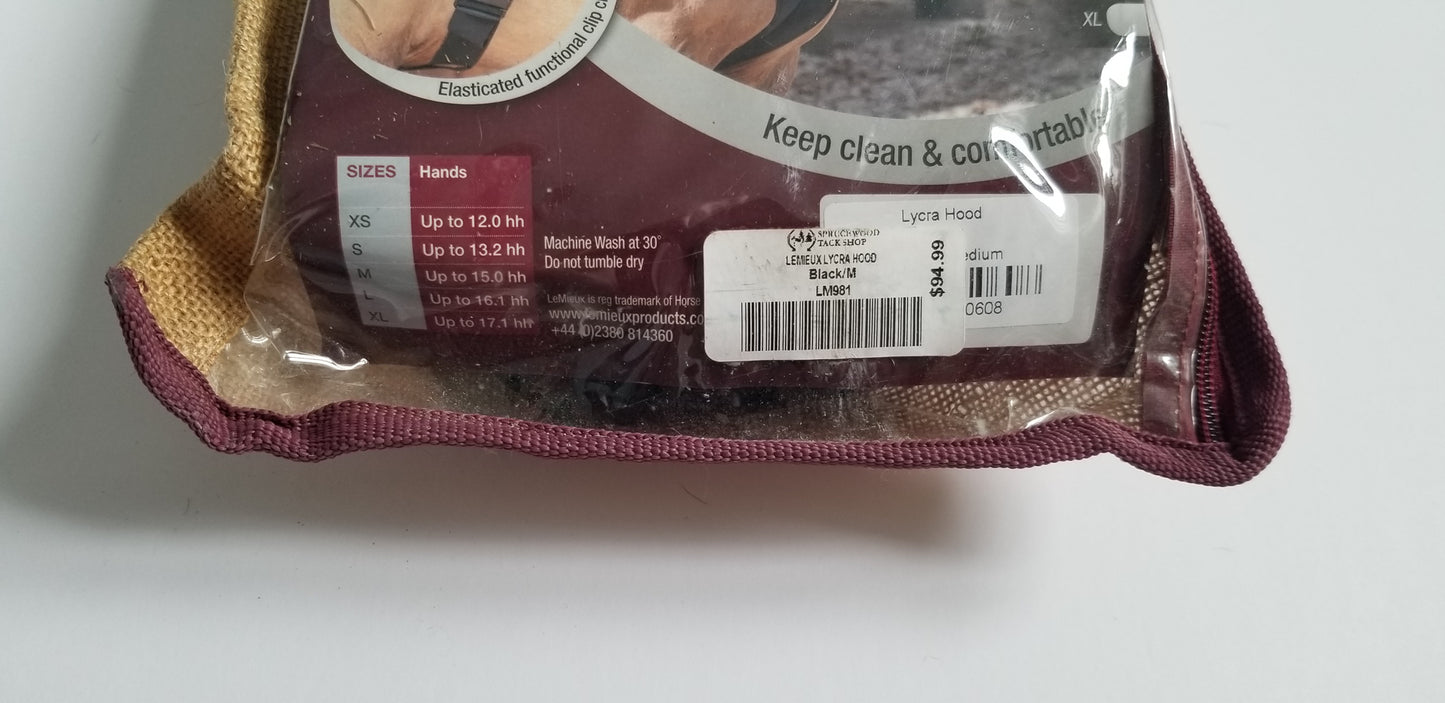 XL
Elasticated functional clip
Keep clean & comfortable
SIZES Hands
XS Up to 12.0 hh
S Up to 13.2 hh
M Up to 15.0 hh
L Up to 16.1 hh
XL Up to 17.1 hh
Machine Wash at 30°
Do not tumble dry
LeMieux is reg trademark of Horse
www.lemieuxproducts.co
+44 (0)2380 814360
Lycra Hood
edium
0608
SPRUCEWOOD
TACK SHOP
LEMIEUX LYCRA HOOD
Black/M
LM981
$94.99